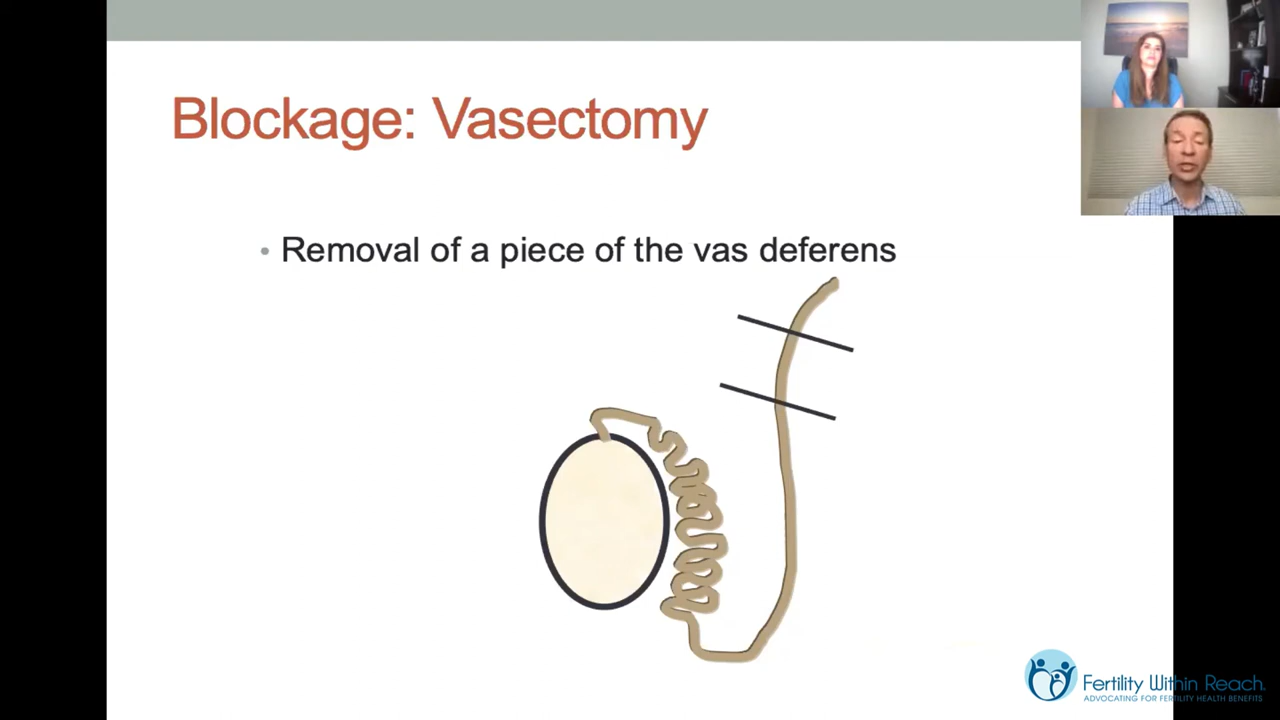 Blockage: Vasectomy
• Removal of a piece of the vas deferens
Fertility Within Reach.
ADVOCATING FOR FERTILITY HEALTH BENEFITS